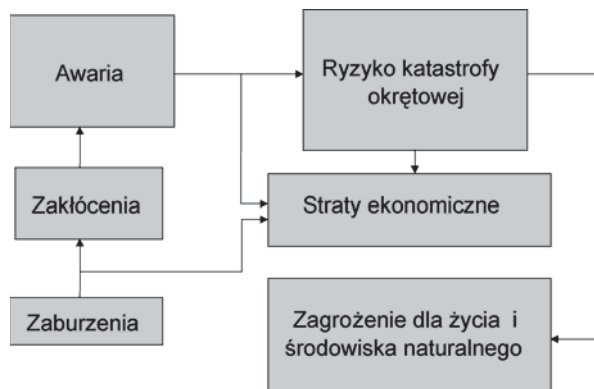 Awaria
Ryzyko katastrofy
okrętowej
Zakłócenia
Straty ekonomiczne
Zaburzenia
Zagrożenie dla życia i
środowiska naturalnego